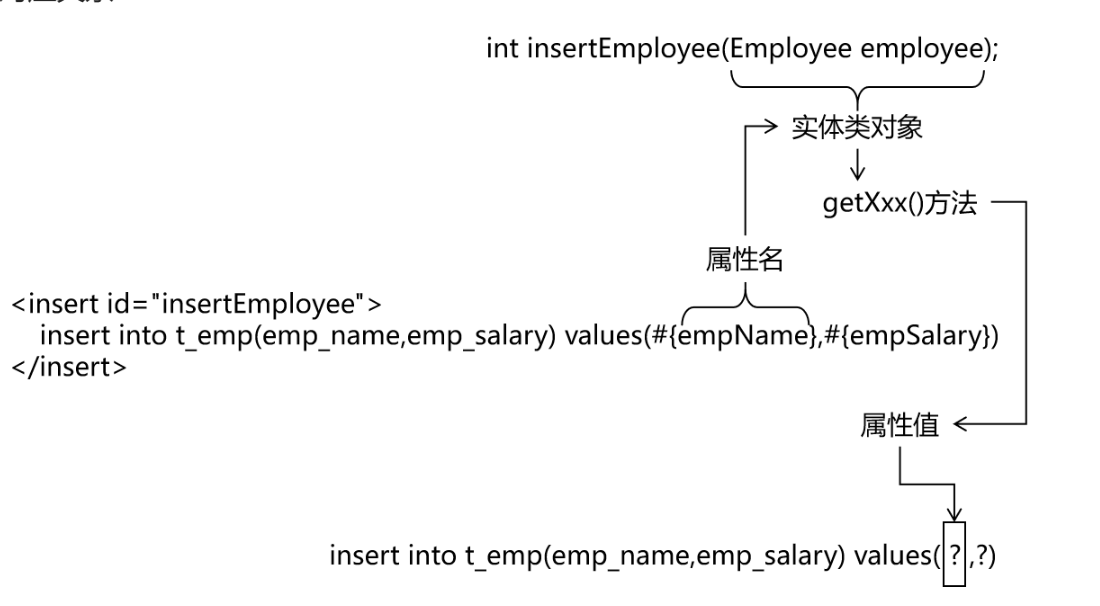 int insertEmployee(Employee employee);
实体类对象
getXxx()方法
属性名
<insert id="insertEmployee">
insert into t_emp(emp_name,emp_salary) values(#{empName},#{empSalary})
</insert>
属性值
insert into t_emp(emp_name,emp_salary) values(?,?)